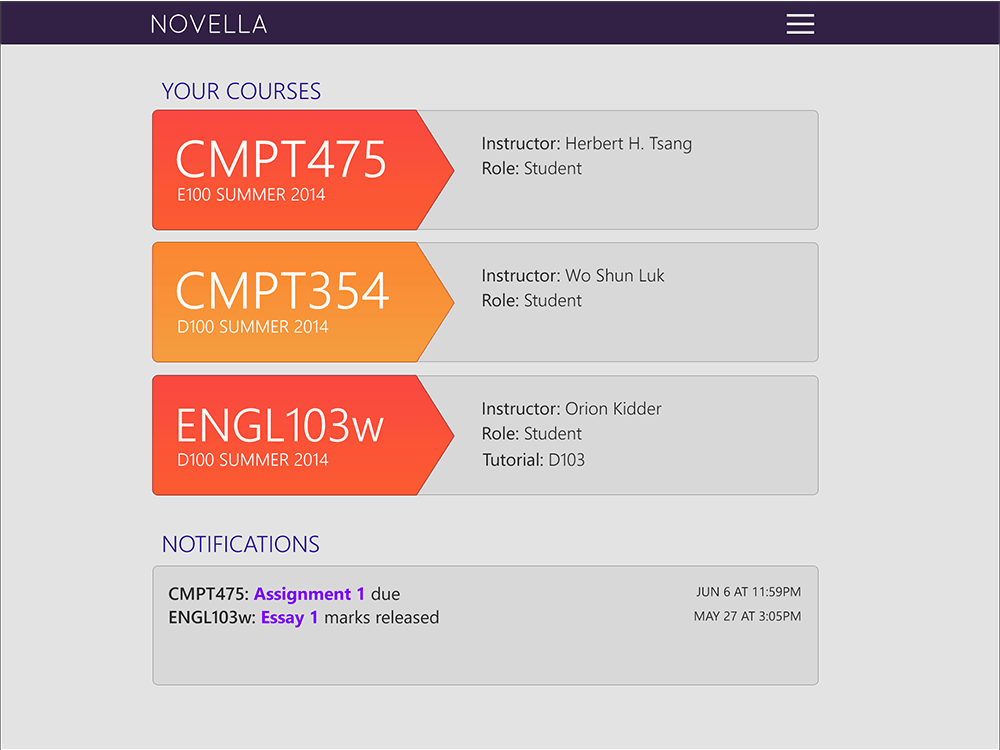 NOVELLA
YOUR COURSES
CMPT475
E100 SUMMER 2014
Instructor: Herbert H. Tsang
Role: Student
CMPT354
D100 SUMMER 2014
Instructor: Wo Shun Luk
Role: Student
ENGL103w
D100 SUMMER 2014
Instructor: Orion Kidder
Role: Student
Tutorial: D103
NOTIFICATIONS
CMPT475: Assignment 1 due JUN 6 AT 11:59PM
ENGL103w: Essay 1 marks released MAY 27 AT 3:05PM